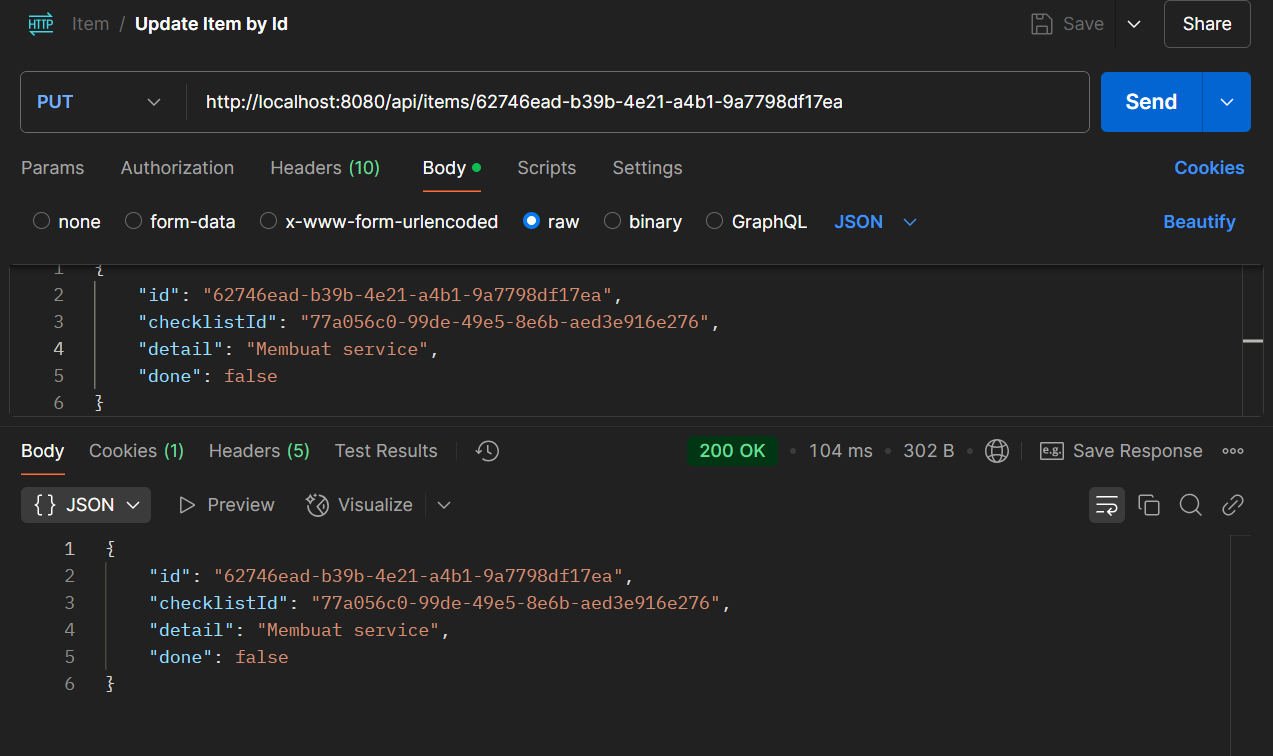 HTTP Item / Update Item by Id Save Share
PUT http://localhost:8080/api/items/62746ead-b39b-4e21-a4b1-9a7798df17ea Send
Params Authorization Headers (10) Body Scripts Settings Cookies
none form-data x-www-form-urlencoded raw binary GraphQL JSON Beautify
1 {
2 "id": "62746ead-b39b-4e21-a4b1-9a7798df17ea",
3 "checklistId": "77a056c0-99de-49e5-8e6b-aed3e916e276",
4 "detail": "Membuat service",
5 "done": false
6 }
Body Cookies (1) Headers (5) Test Results 200 OK • 104 ms • 302 B • e.g. Save Response
{} JSON Preview Visualize
1 {
2 "id": "62746ead-b39b-4e21-a4b1-9a7798df17ea",
3 "checklistId": "77a056c0-99de-49e5-8e6b-aed3e916e276",
4 "detail": "Membuat service",
5 "done": false
6 }